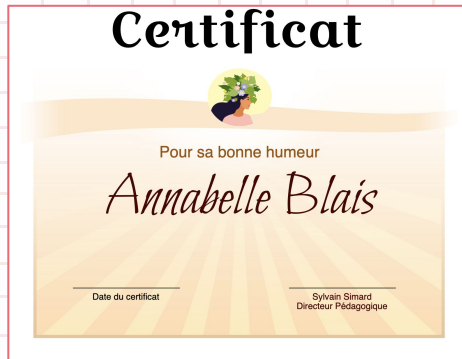 Certificat
Pour sa bonne humeur
Annabelle Blais
Date du certificat
Sylvain Simard
Directeur Pédagogique